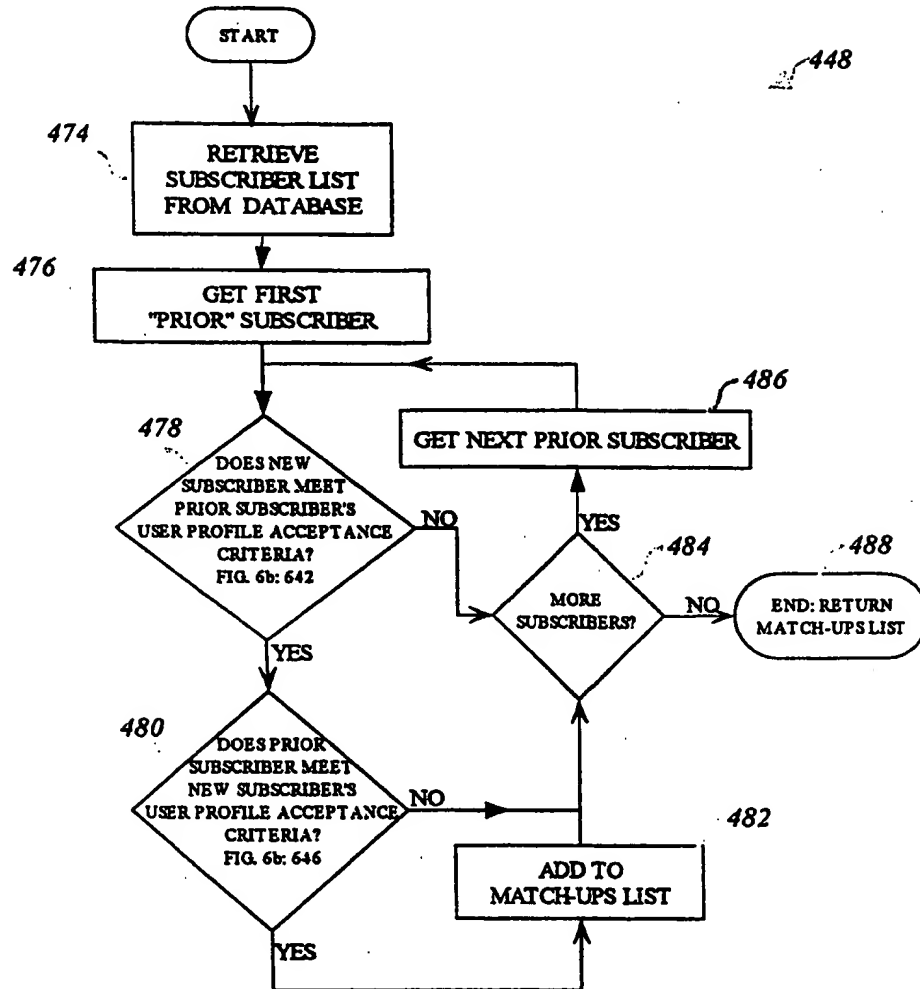 START
448
474
RETRIEVE
SUBSCRIBER LIST
FROM DATABASE
476
GET FIRST
"PRIOR" SUBSCRIBER
486
GET NEXT PRIOR SUBSCRIBER
478
DOES NEW
SUBSCRIBER MEET
PRIOR SUBSCRIBER'S
USER PROFILE ACCEPTANCE
CRITERIA?
FIG. 6b: 642
NO
YES
YES
484
MORE
SUBSCRIBERS?
NO
488
END: RETURN
MATCH-UPS LIST
480
DOES PRIOR
SUBSCRIBER MEET
NEW SUBSCRIBER'S
USER PROFILE ACCEPTANCE
CRITERIA?
FIG. 6b: 646
NO
YES
482
ADD TO
MATCH-UPS LIST